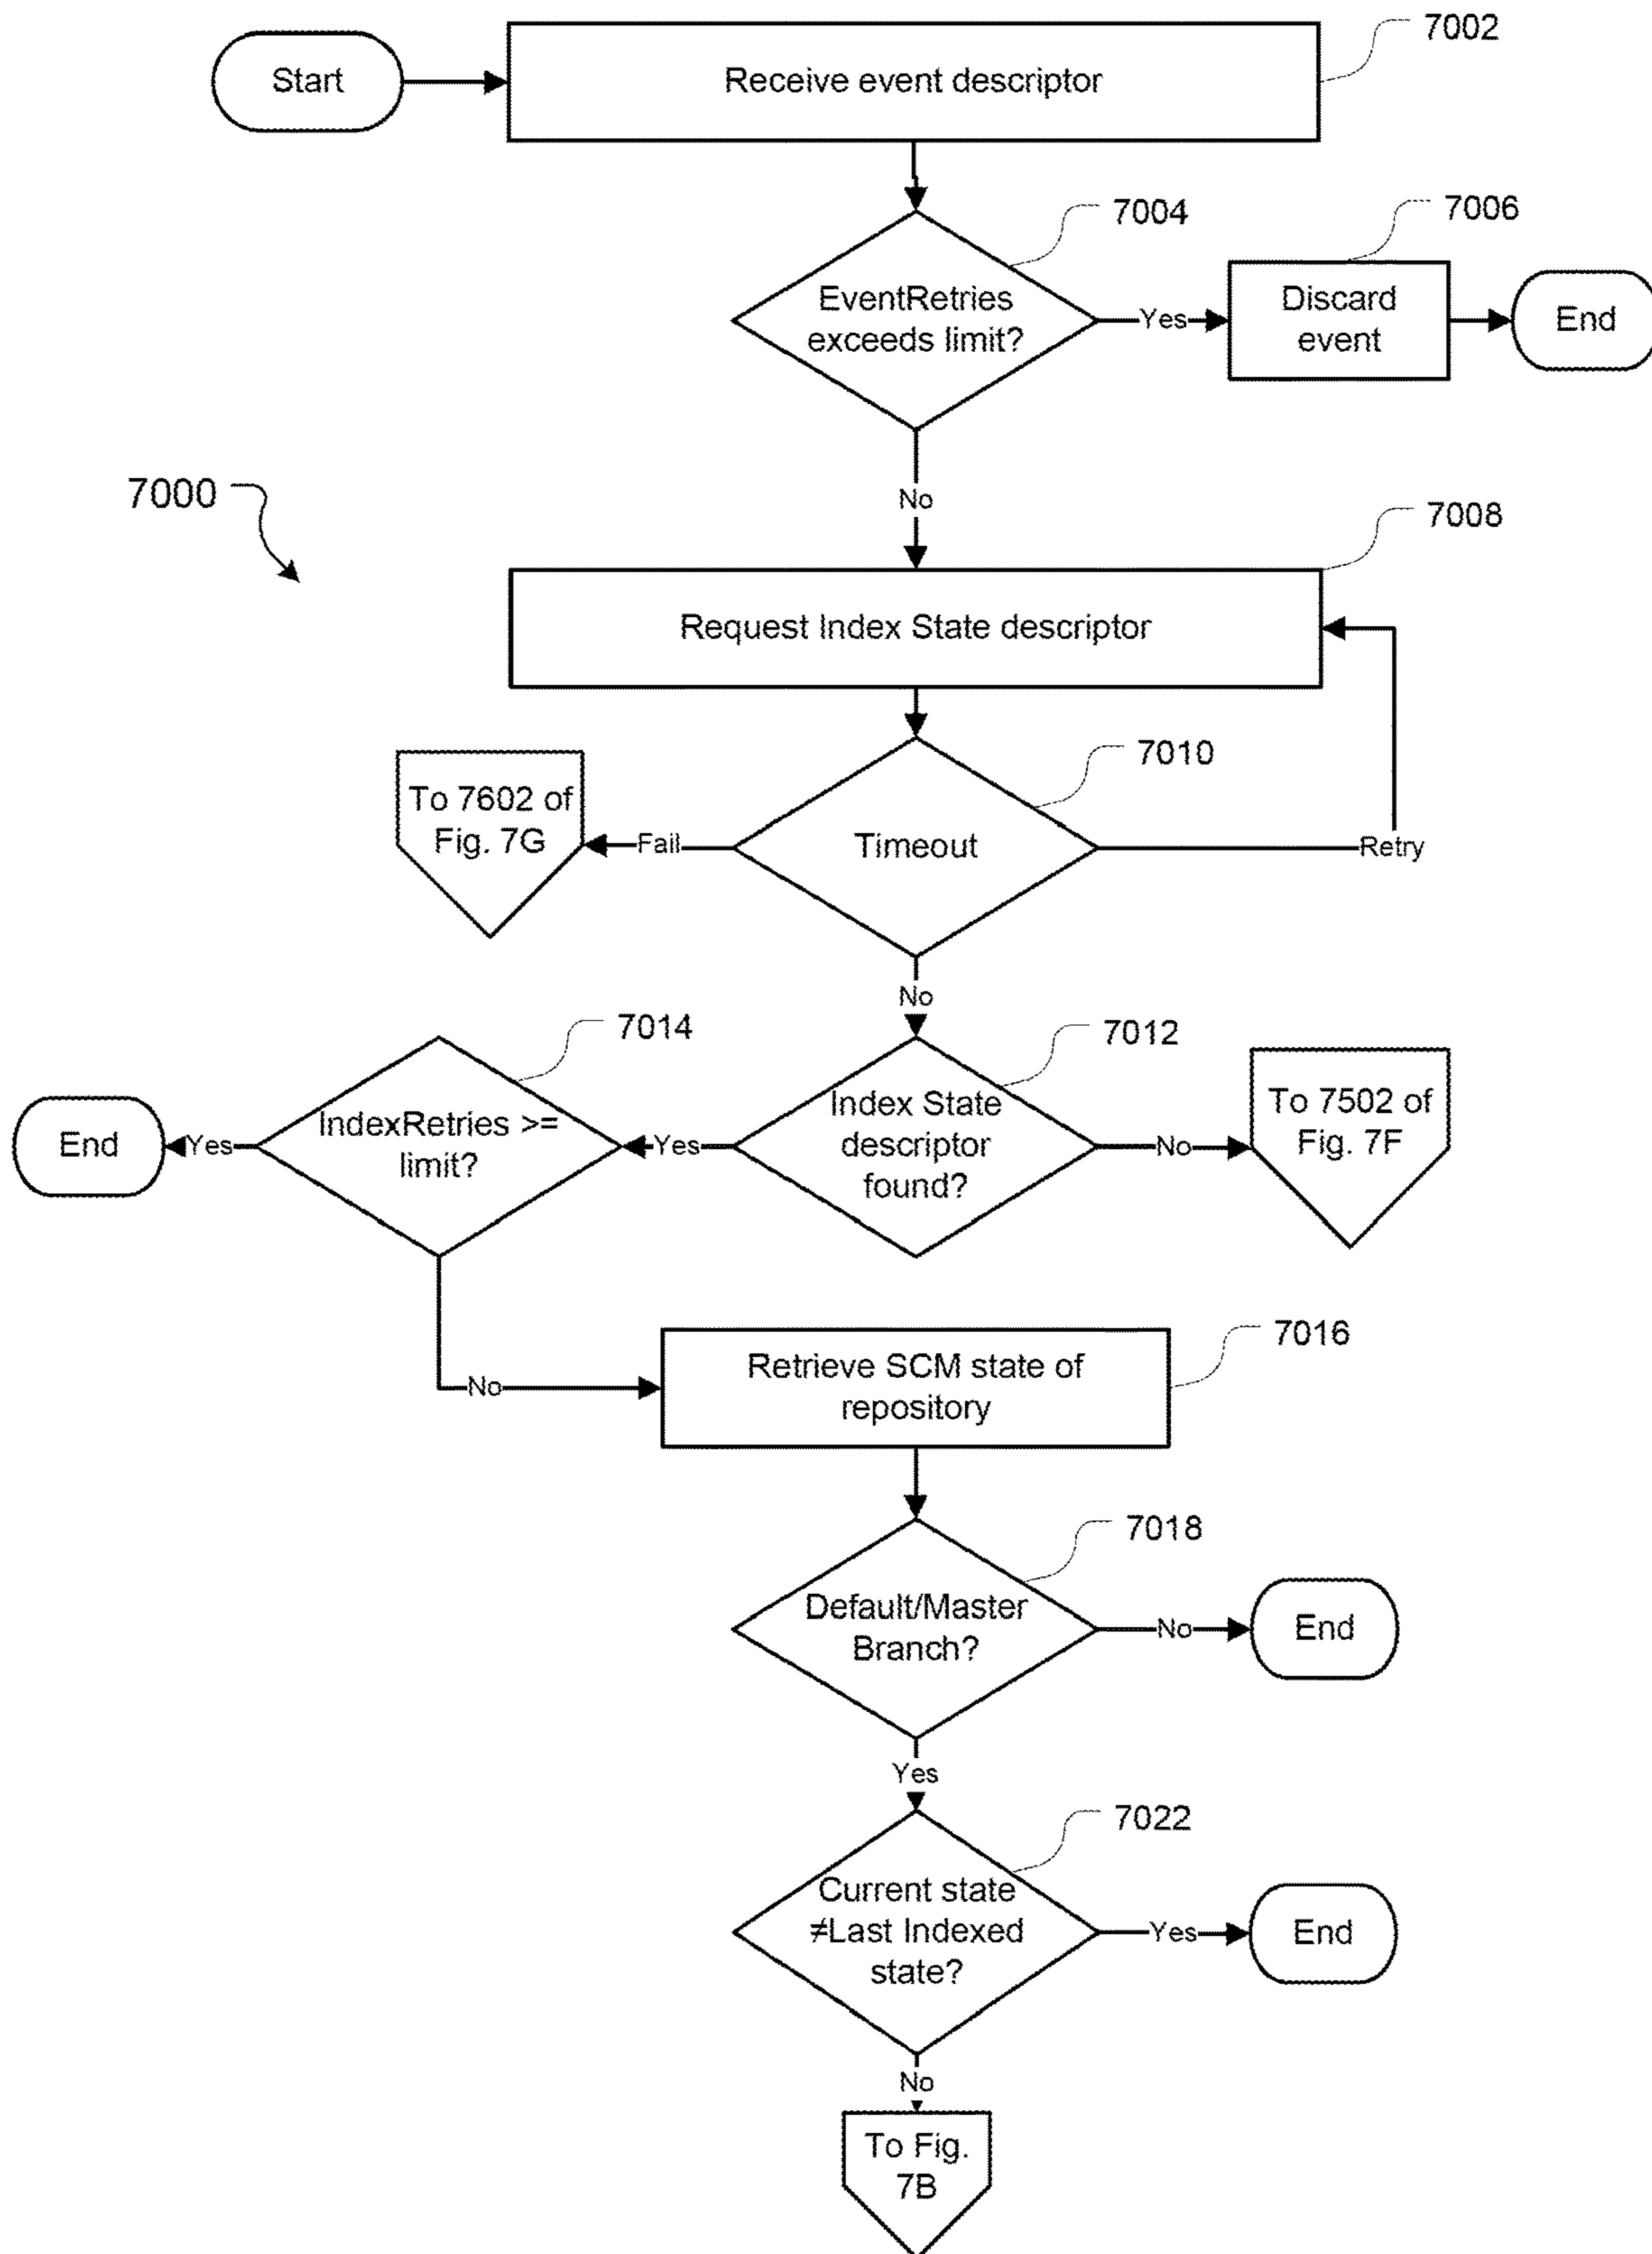 7002
Start
Receive event descriptor
7004
7006
EventRetries
exceeds limit?
Yes
Discard
event
End
No
7000
7008
Request Index State descriptor
7010
To 7602 of
Fig. 7G
Fail
Timeout
Retry
No
7014
7012
End
Yes
IndexRetries >=
limit?
Yes
Index State
descriptor
found?
No
To 7502 of
Fig. 7F
7016
No
Retrieve SCM state of
repository
7018
Default/Master
Branch?
No
End
Yes
7022
Current state
≠Last Indexed
state?
Yes
End
No
To Fig.
7B